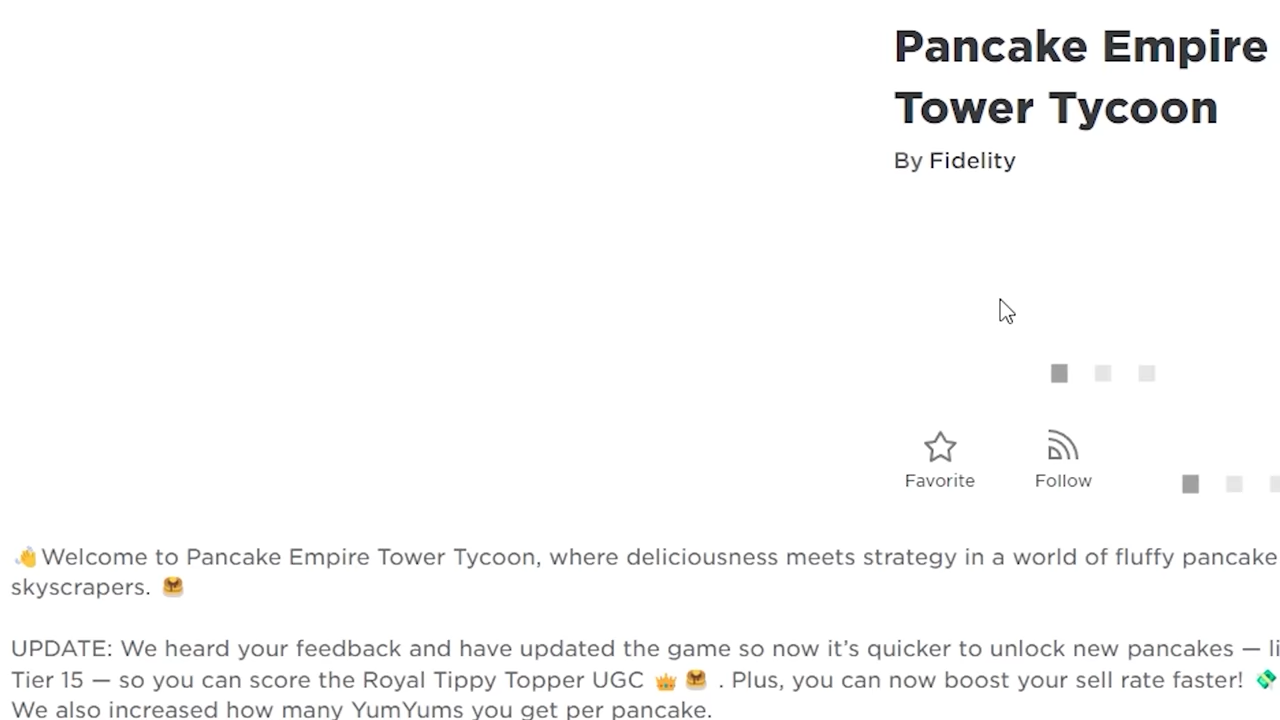 Pancake Empire
Tower Tycoon
By Fidelity
Favorite
Follow
👋Welcome to Pancake Empire Tower Tycoon, where deliciousness meets strategy in a world of fluffy pancake
skyscrapers. 🥞
UPDATE: We heard your feedback and have updated the game so now it’s quicker to unlock new pancakes — li
Tier 15 — so you can score the Royal Tippy Topper UGC 👑🥞 . Plus, you can now boost your sell rate faster! 💸
We also increased how many YumYums you get per pancake.